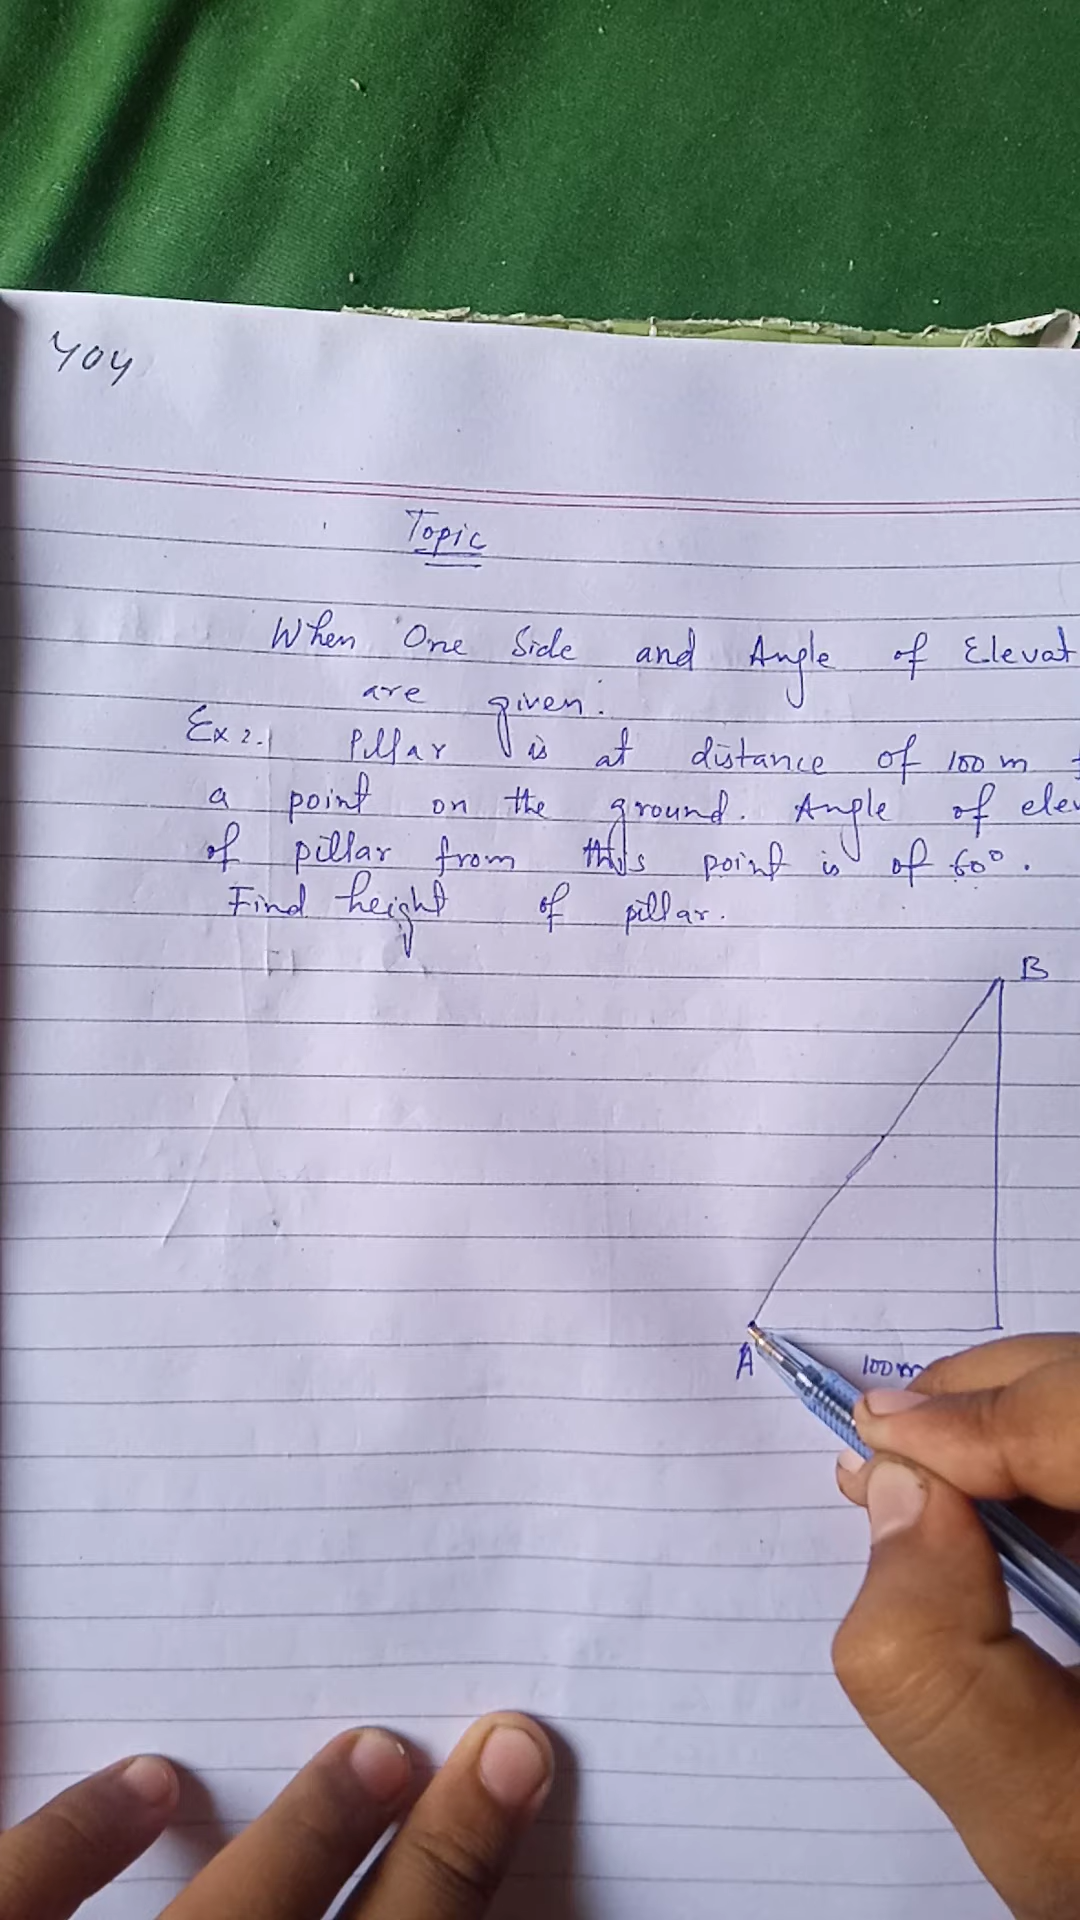 404
Topic
When One Side and Angle of Elevat
are given.
Ex 2. Pillar is at distance of 100 m
a point on the ground. Angle of elev
of pillar from this point is of 60°.
Find height of pillar.
B
A
100 m